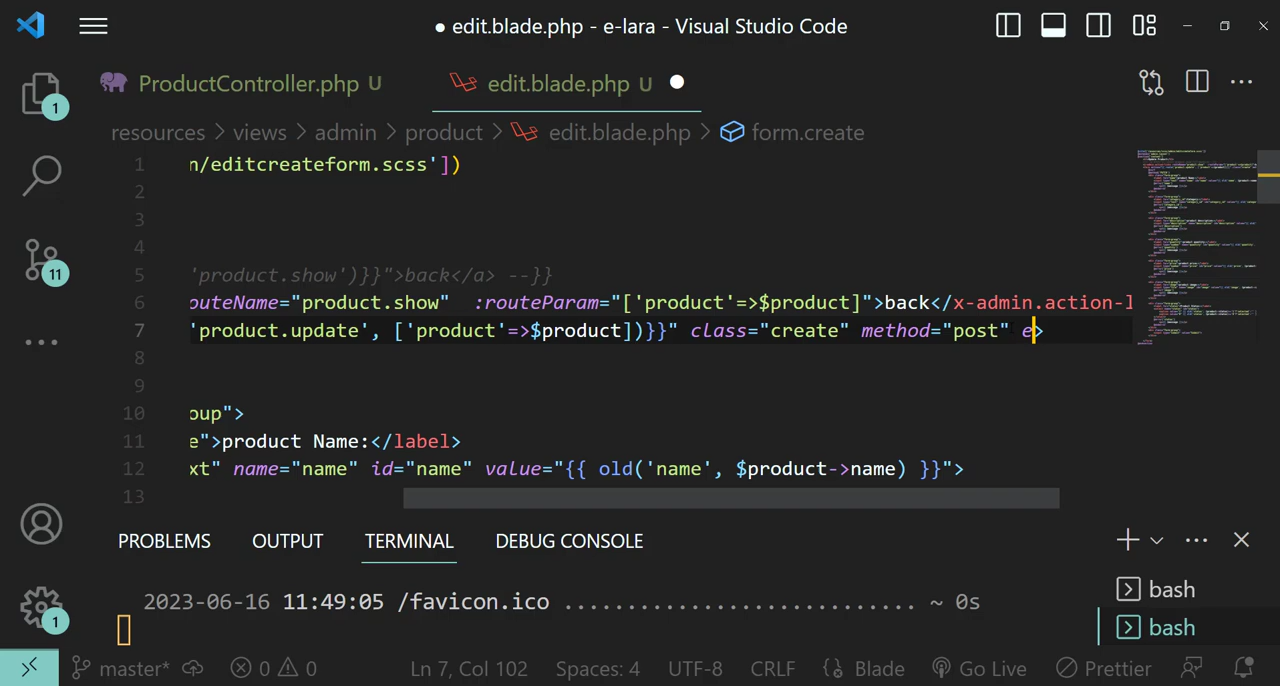 ● edit.blade.php - e-lara - Visual Studio Code
ProductController.php U
edit.blade.php U ●
resources > views > admin > product > edit.blade.php > form.create
1 n/editcreateform.scss'])
2
3
4
5 'product.show')}}">back</a> --}}
6 outeName="product.show" :routeParam="['product'=>$product]">back</x-admin.action-l
7 'product.update', ['product'=>$product])}}" class="create" method="post" e>
8
9
10 oup">
11 e">product Name:</label>
12 xt" name="name" id="name" value="{{ old('name', $product->name) }}">
13
1
11
1
PROBLEMS OUTPUT TERMINAL DEBUG CONSOLE
2023-06-16 11:49:05 /favicon.ico ........................... ~ 0s
bash
bash
master* 0 0 Ln 7, Col 102 Spaces: 4 UTF-8 CRLF Blade Go Live Prettier